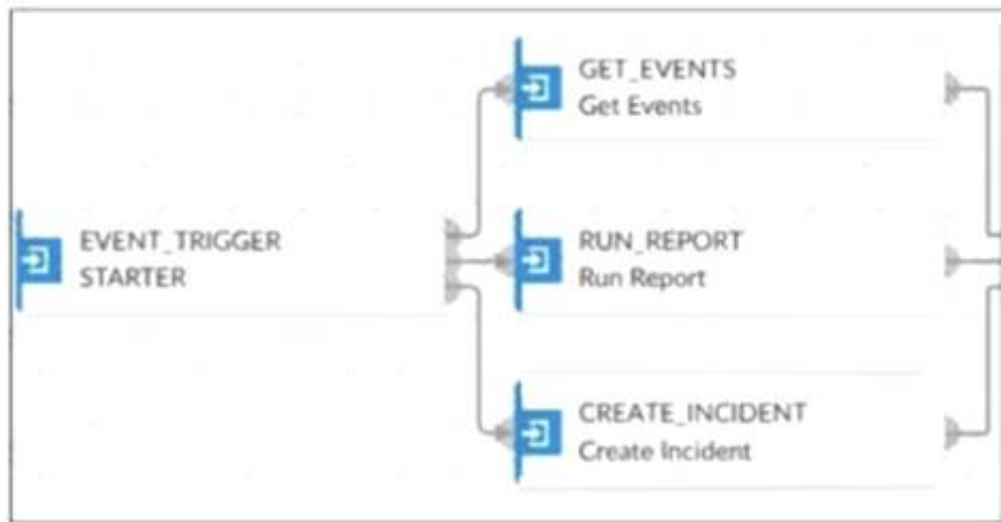 GET_EVENTS
Get Events
EVENT_TRIGGER
STARTER
RUN_REPORT
Run Report
CREATE_INCIDENT
Create Incident